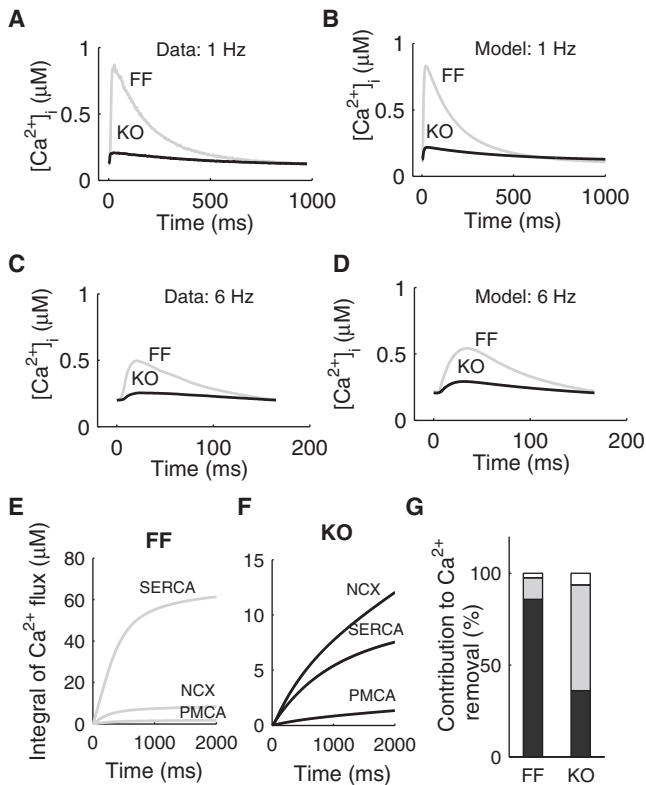 A
Data: 1 Hz
[Ca²⁺]ᵢ (µM)
1
0.5
0
FF
KO
0
500
1000
Time (ms)
B
Model: 1 Hz
[Ca²⁺]ᵢ (µM)
1
0.5
0
FF
KO
0
500
1000
Time (ms)
C
Data: 6 Hz
[Ca²⁺]ᵢ (µM)
1
0.5
0
FF
KO
0
100
200
Time (ms)
D
Model: 6 Hz
[Ca²⁺]ᵢ (µM)
1
0.5
0
FF
KO
0
100
200
Time (ms)
E
FF
Integral of Ca²⁺ flux (µM)
80
60
40
20
0
SERCA
NCX
PMCA
0
1000
2000
Time (ms)
F
KO
15
10
5
0
NCX
SERCA
PMCA
0
1000
2000
Time (ms)
G
Contribution to Ca²⁺
removal (%)
100
50
0
FF
KO